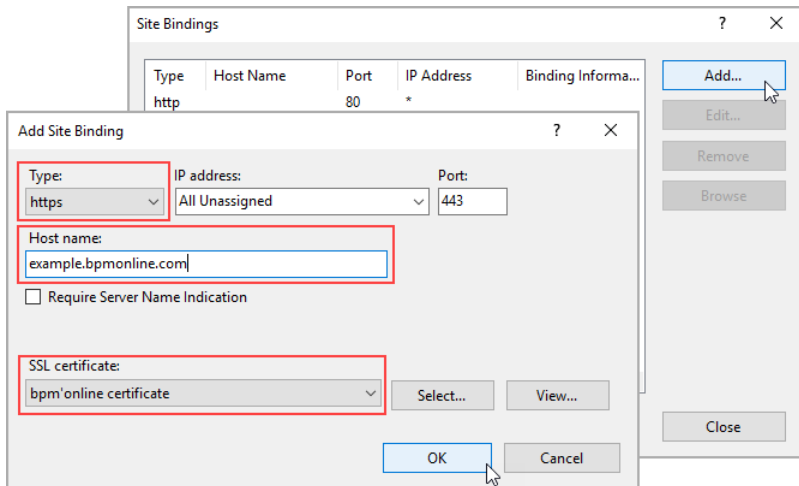 Site Bindings
?
Type Host Name Port IP Address Binding Informa...
http 80 *
Add...
Edit...
Remove
Browse
Close
Add Site Binding
?
Type: IP address: Port:
https All Unassigned 443
Host name:
example.bpmonline.com
Require Server Name Indication
SSL certificate:
bpm'online certificate Select... View...
OK Cancel